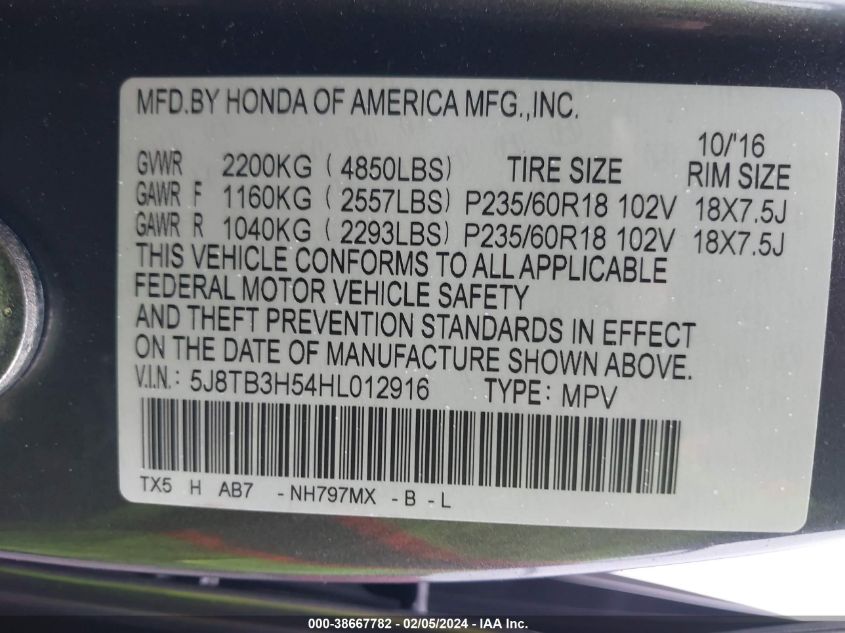 MFD.BY HONDA OF AMERICA MFG.,INC.
10/'16
GVWR 2200KG ( 4850LBS) TIRE SIZE RIM SIZE
GAWR F 1160KG ( 2557LBS) P235/60R18 102V 18X7.5J
GAWR R 1040KG ( 2293LBS) P235/60R18 102V 18X7.5J
THIS VEHICLE CONFORMS TO ALL APPLICABLE
FEDERAL MOTOR VEHICLE SAFETY
AND THEFT PREVENTION STANDARDS IN EFFECT
ON THE DATE OF MANUFACTURE SHOWN ABOVE.
V.I.N.: 5J8TB3H54HL012916 TYPE: MPV
TX5 H AB7 -NH797MX -B -L
000-38667782 - 02/05/2024 - IAA Inc.